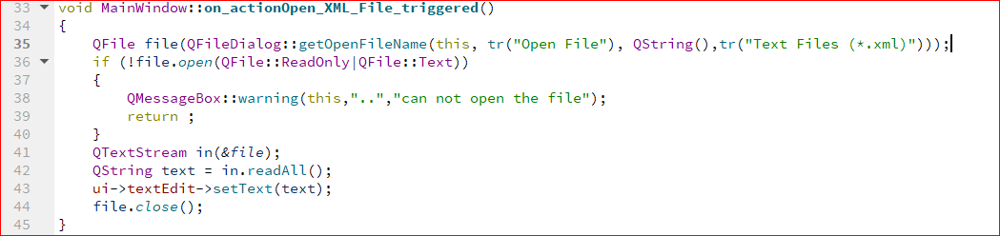 33 void MainWindow::on_actionOpen_XML_File_triggered()
34 {
35     QFile file(QFileDialog::getOpenFileName(this, tr("Open File"), QString(),tr("Text Files (*.xml)")));
36     if (!file.open(QFile::ReadOnly|QFile::Text))
37     {
38         QMessageBox::warning(this,"..","can not open the file");
39         return ;
40     }
41     QTextStream in(&file);
42     QString text = in.readAll();
43     ui->textEdit->setText(text);
44     file.close();
45 }